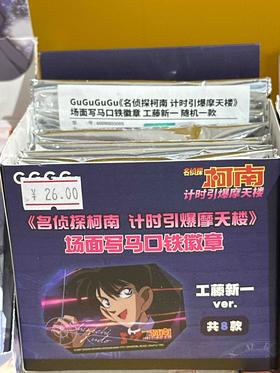 GuGuGuGu《名侦探柯南 计时引爆摩天楼》
场面写马口铁徽章 工藤新一 随机一款
名侦探
柯南
计时引爆摩天楼
¥ 26.00
《名侦探柯南 计时引爆摩天楼》
场面写马口铁徽章
工藤新一
ver.
共8款
Shinichi
Kudo